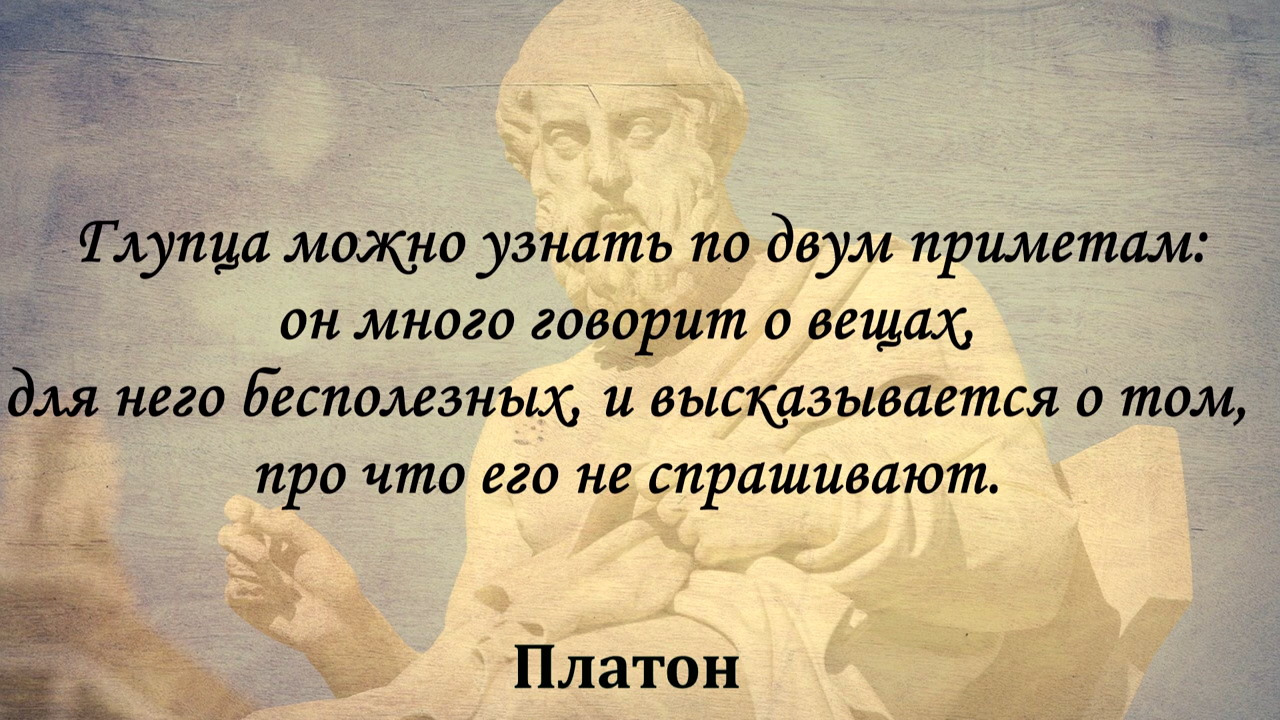 Глупца можно узнать по двум приметам:
он много говорит о вещах,
для него бесполезных, и высказывается о том,
про что его не спрашивают.
Платон